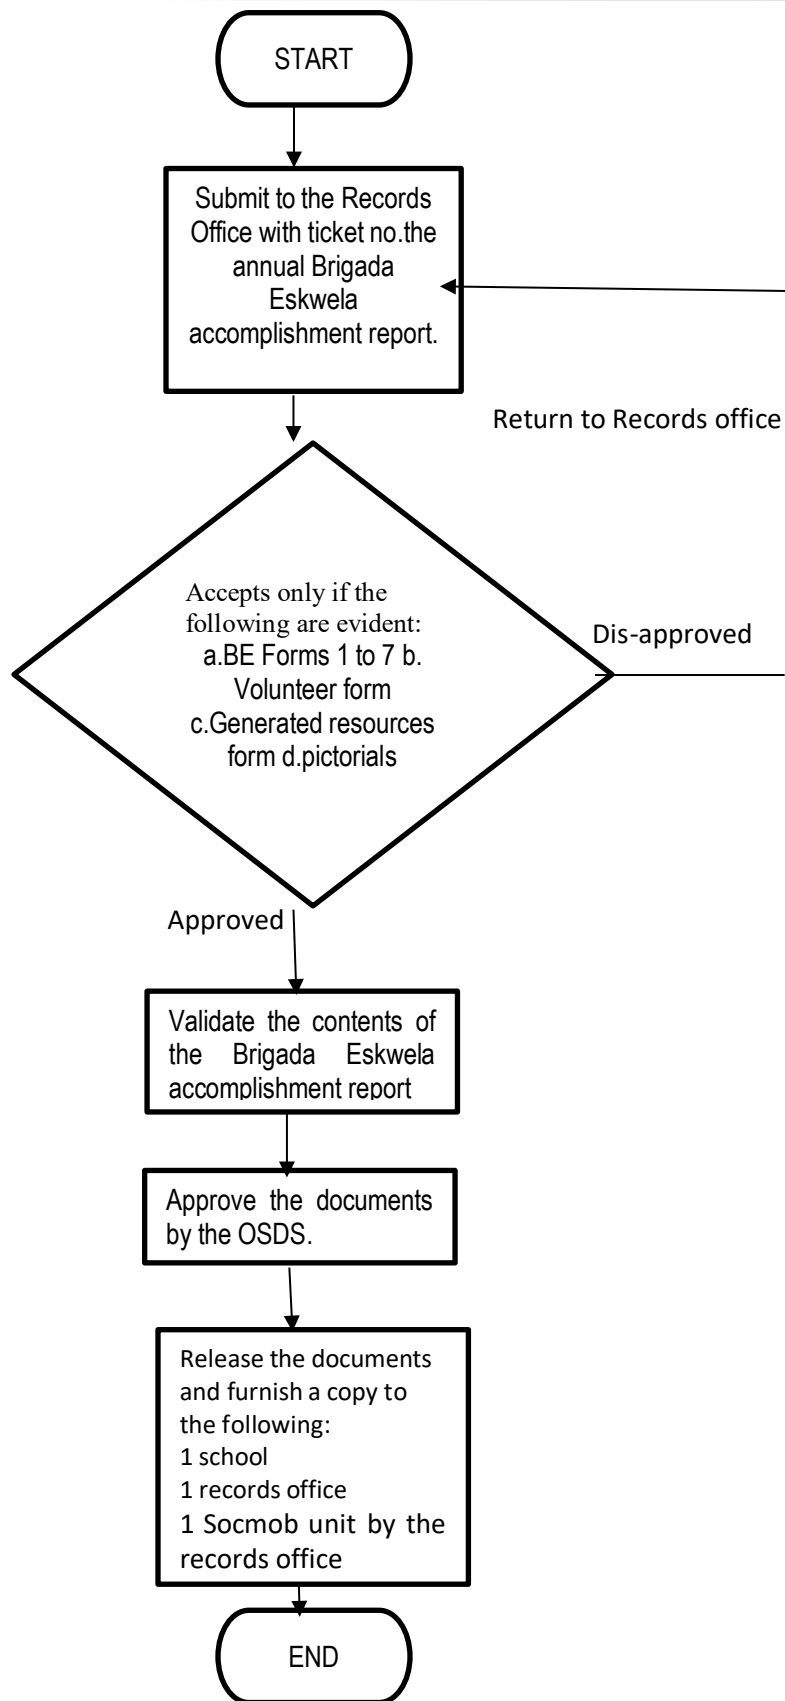 START
Submit to the Records
Office with ticket no.the
annual Brigada
Eskwela
accomplishment report.
Return to Records office
Accepts only if the
following are evident:
a.BE Forms 1 to 7 b.
Volunteer form
c.Generated resources
form d.pictorials
Dis-approved
Approved
Validate the contents of
the Brigada Eskwela
accomplishment report
Approve the documents
by the OSDS.
Release the documents
and furnish a copy to
the following:
1 school
1 records office
1 Socmob unit by the
records office
END